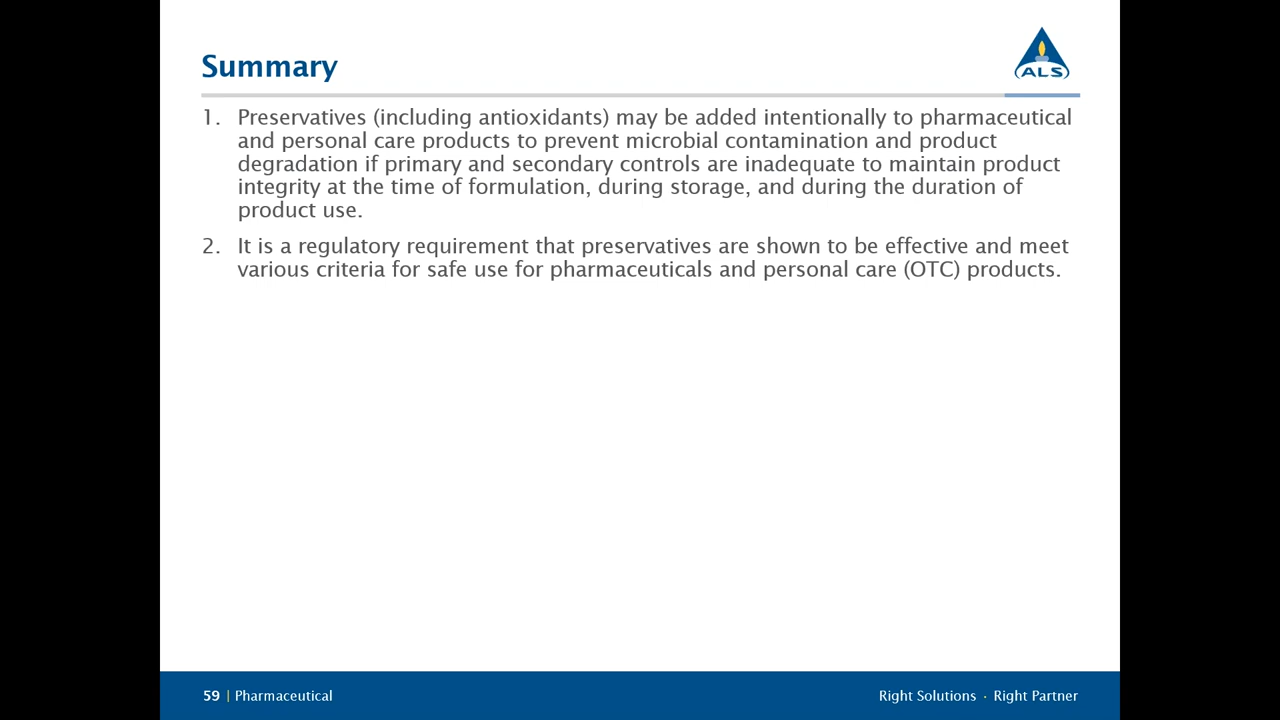 Summary
ALS
1. Preservatives (including antioxidants) may be added intentionally to pharmaceutical
and personal care products to prevent microbial contamination and product
degradation if primary and secondary controls are inadequate to maintain product
integrity at the time of formulation, during storage, and during the duration of
product use.
2. It is a regulatory requirement that preservatives are shown to be effective and meet
various criteria for safe use for pharmaceuticals and personal care (OTC) products.
59 | Pharmaceutical
Right Solutions · Right Partner